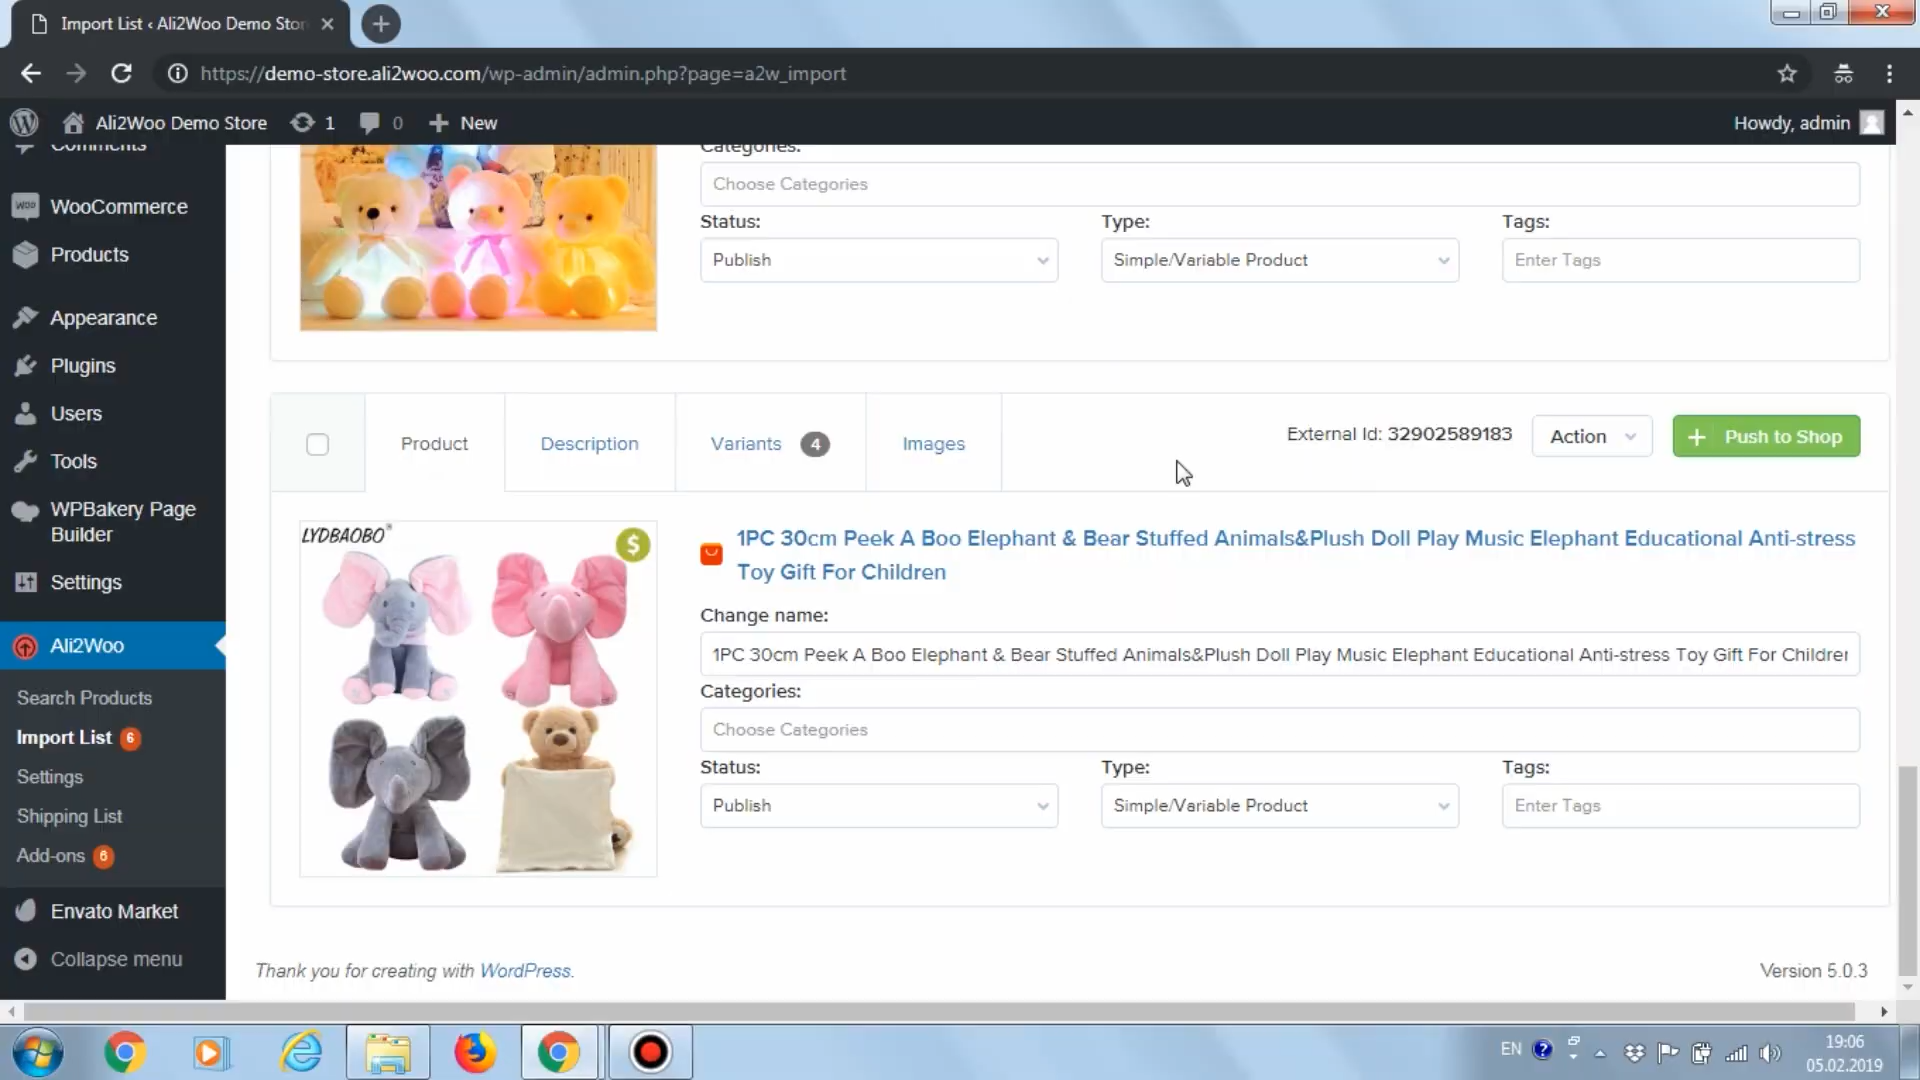 Import List ‹ Ali2Woo Demo Stor
https://demo-store.ali2woo.com/wp-admin/admin.php?page=a2w_import
Ali2Woo Demo Store
1
0
New
Howdy, admin
Comments
WooCommerce
Products
Appearance
Plugins
Users
Tools
WPBakery Page
Builder
Settings
Ali2Woo
Search Products
Import List 6
Settings
Shipping List
Add-ons 6
Envato Market
Collapse menu
Categories:
Choose Categories
Status:
Type:
Tags:
Publish
Simple/Variable Product
Enter Tags
Product
Description
Variants 4
Images
External Id: 32902589183
Action
Push to Shop
LYDBAOBO®
$
1PC 30cm Peek A Boo Elephant & Bear Stuffed Animals&Plush Doll Play Music Elephant Educational Anti-stress
Toy Gift For Children
Change name:
1PC 30cm Peek A Boo Elephant & Bear Stuffed Animals&Plush Doll Play Music Elephant Educational Anti-stress Toy Gift For Children
Categories:
Choose Categories
Status:
Type:
Tags:
Publish
Simple/Variable Product
Enter Tags
Thank you for creating with WordPress.
Version 5.0.3
EN
19:06
05.02.2019